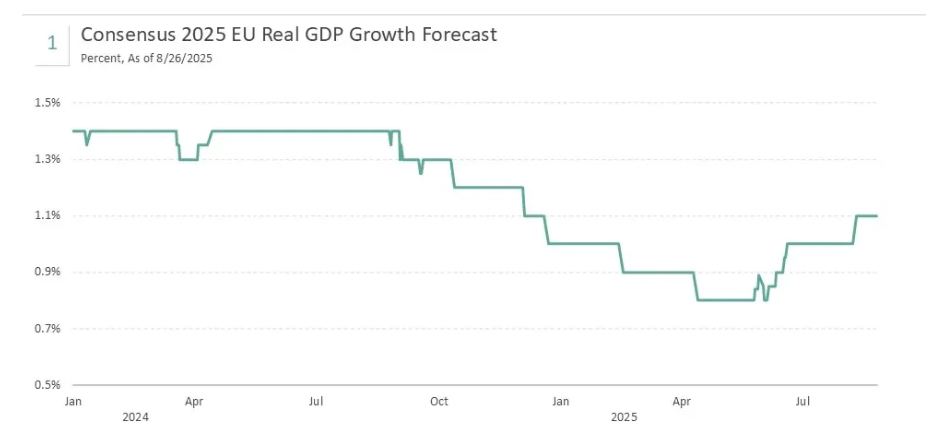 1
Consensus 2025 EU Real GDP Growth Forecast
Percent, As of 8/26/2025
1.5%
1.3%
1.1%
0.9%
0.7%
0.5%
Jan Apr Jul Oct Jan Apr Jul
2024 2025